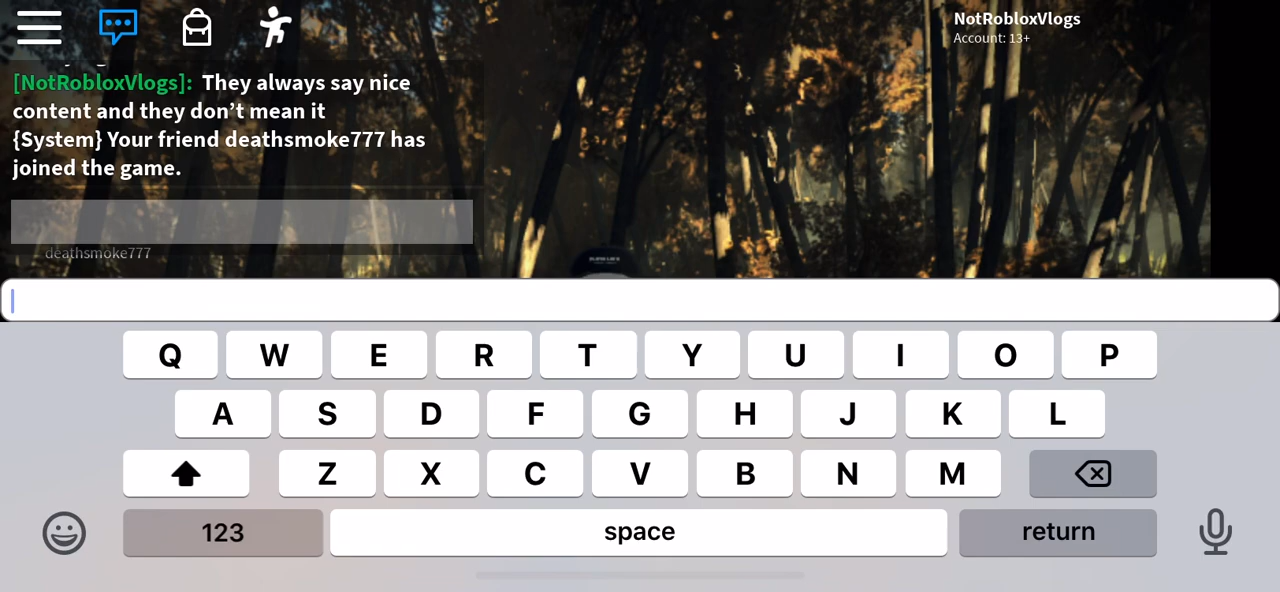 NotRobloxVlogs
Account: 13+
[NotRobloxVlogs]: They always say nice
content and they don’t mean it
{System} Your friend deathsmoke777 has
joined the game.
deathsmoke777
Q W E R T Y U I O P
A S D F G H J K L
Z X C V B N M
123 space return